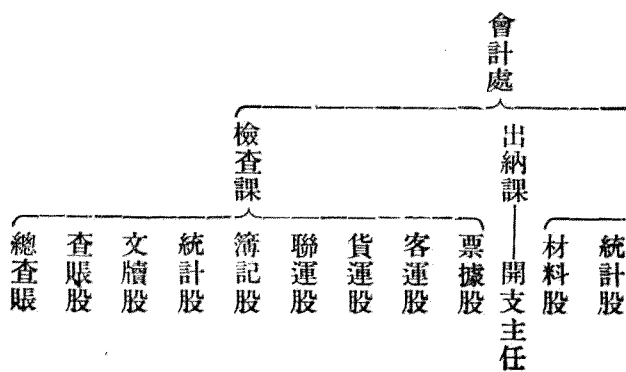 會計處
出納課
檢查課
統計股
材料股
開支主任
票據股
客運股
貨運股
聯運股
簿記股
統計股
文牘股
查賬股
總查賬